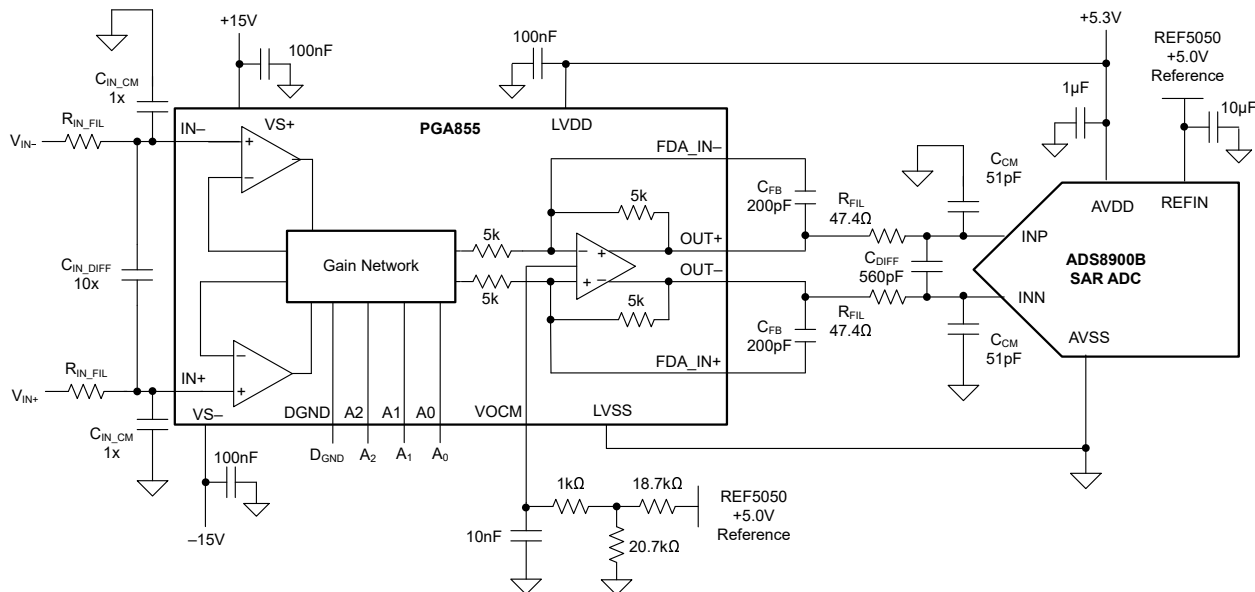 +15V
100nF
100nF
+5.3V
REF5050
+5.0V
Reference
C_IN_CM
1x
1µF
10µF
R_IN_FIL
V_IN–
IN–
VS+
PGA855
LVDD
FDA_IN–
C_CM
51pF
5k
C_FB
200pF
R_FIL
47.4Ω
AVDD
REFIN
5k
OUT+
INP
C_IN_DIFF
10x
Gain Network
– +
+ –
OUT–
C_DIFF
560pF
ADS8900B
SAR ADC
5k
5k
INN
C_FB
200pF
R_FIL
47.4Ω
C_CM
51pF
AVSS
R_IN_FIL
V_IN+
IN+
FDA_IN+
VS–
DGND
A2
A1
A0
VOCM
LVSS
C_IN_CM
1x
100nF
D_GND
A₂
A₁
A₀
–15V
1kΩ
18.7kΩ
REF5050
+5.0V
Reference
10nF
20.7kΩ